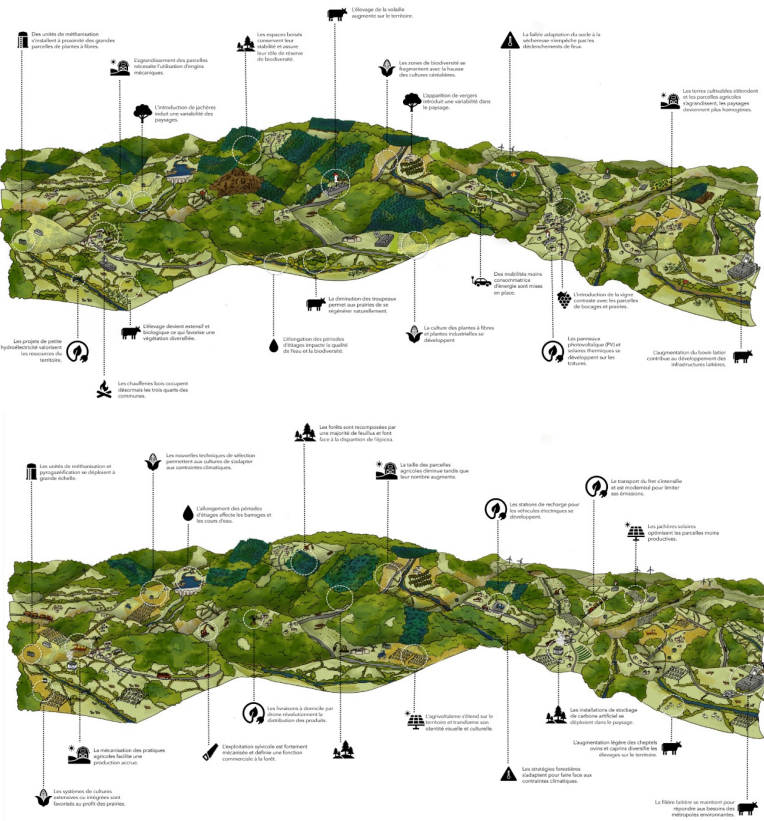 L'élevage de la volaille
augmente sur le territoire.
Des unités de méthanisation
s'installent à proximité des grandes
parcelles de plantes à fibres.
Les espaces boisés
conservent leur
stabilité et assure
leur rôle de réserve
de biodiversité.
La faible adaptation du socle à la
sécheresse n'empêche pas les
déclenchements de feux.
L'agrandissement des parcelles
nécessite l'utilisation d'engins
mécaniques.
Les zones de biodiversité se
fragmentent avec la hausse
des cultures céréalières.
Les terres cultivables s'étendent
et les parcelles agricoles
s'agrandissent, les paysages
deviennent plus homogènes.
L'introduction de jachères
induit une variabilité des
paysages.
L'apparition de vergers
introduit une variabilité dans
le paysage.
Des mobilités moins
consommatrice
d'énergie sont mises
en place.
La diminution des troupeaux
permet aux prairies de se
régénérer naturellement.
L'introduction de la vigne
contraste avec les parcelles
de bocages et prairies.
L'élevage devient extensif et
biologique ce qui favorise une
végétation diversifiée.
La culture des plantes à fibres
et plantes industrielles se
développent
Les projets de petite
hydroélectricité valorisent
les ressources du
territoire.
L'élongation des périodes
d'étiages impacte la qualité
de l'eau et la biodiversité.
Les panneaux
photovoltaïque (PV) et
solaires thermiques se
développent sur les
toitures.
L'augmentation du bovin laitier
contribue au développement des
infrastructures laitières.
Les chaufferies bois occupent
désormais les trois quarts des
communes.
Les forêts sont recomposées par
une majorité de feuillus et font
face à la disparition de l'épicéa.
Les nouvelles techniques de sélection
permettent aux cultures de s'adapter
aux contraintes climatiques.
Les unités de méthanisation et
pyrogazéification se déploient à
grande échelle.
La taille des parcelles
agricoles diminue tandis que
leur nombre augmente.
Le transport du fret s'intensifie
et est modernisé pour limiter
ses émissions.
L'allongement des périodes
d'étiages affecte les barrages et
les cours d'eau.
Les stations de recharge pour
les véhicules électriques se
développent.
Les jachères solaires
optimisent les parcelles moins
productives.
Les livraisons à domicile par
drone révolutionnent la
distribution des produits.
L'agrivoltaïsme s'étend sur le
territoire et transforme son
identité visuelle et culturelle.
Les installations de stockage
de carbone artificiel se
déploient dans le paysage.
La mécanisation des pratiques
agricoles facilite une
production accrue.
L'exploitation sylvicole est fortement
mécanisée et définie une fonction
commerciale à la forêt.
L'augmentation légère des cheptels
ovins et caprins diversifie les
élevages sur le territoire.
Les stratégies forestières
s'adaptent pour faire face aux
contraintes climatiques.
Les systèmes de cultures
extensives ou intégrées sont
favorisés au profit des prairies.
La filière laitière se maintient pour
répondre aux besoins des
métropoles environnantes.